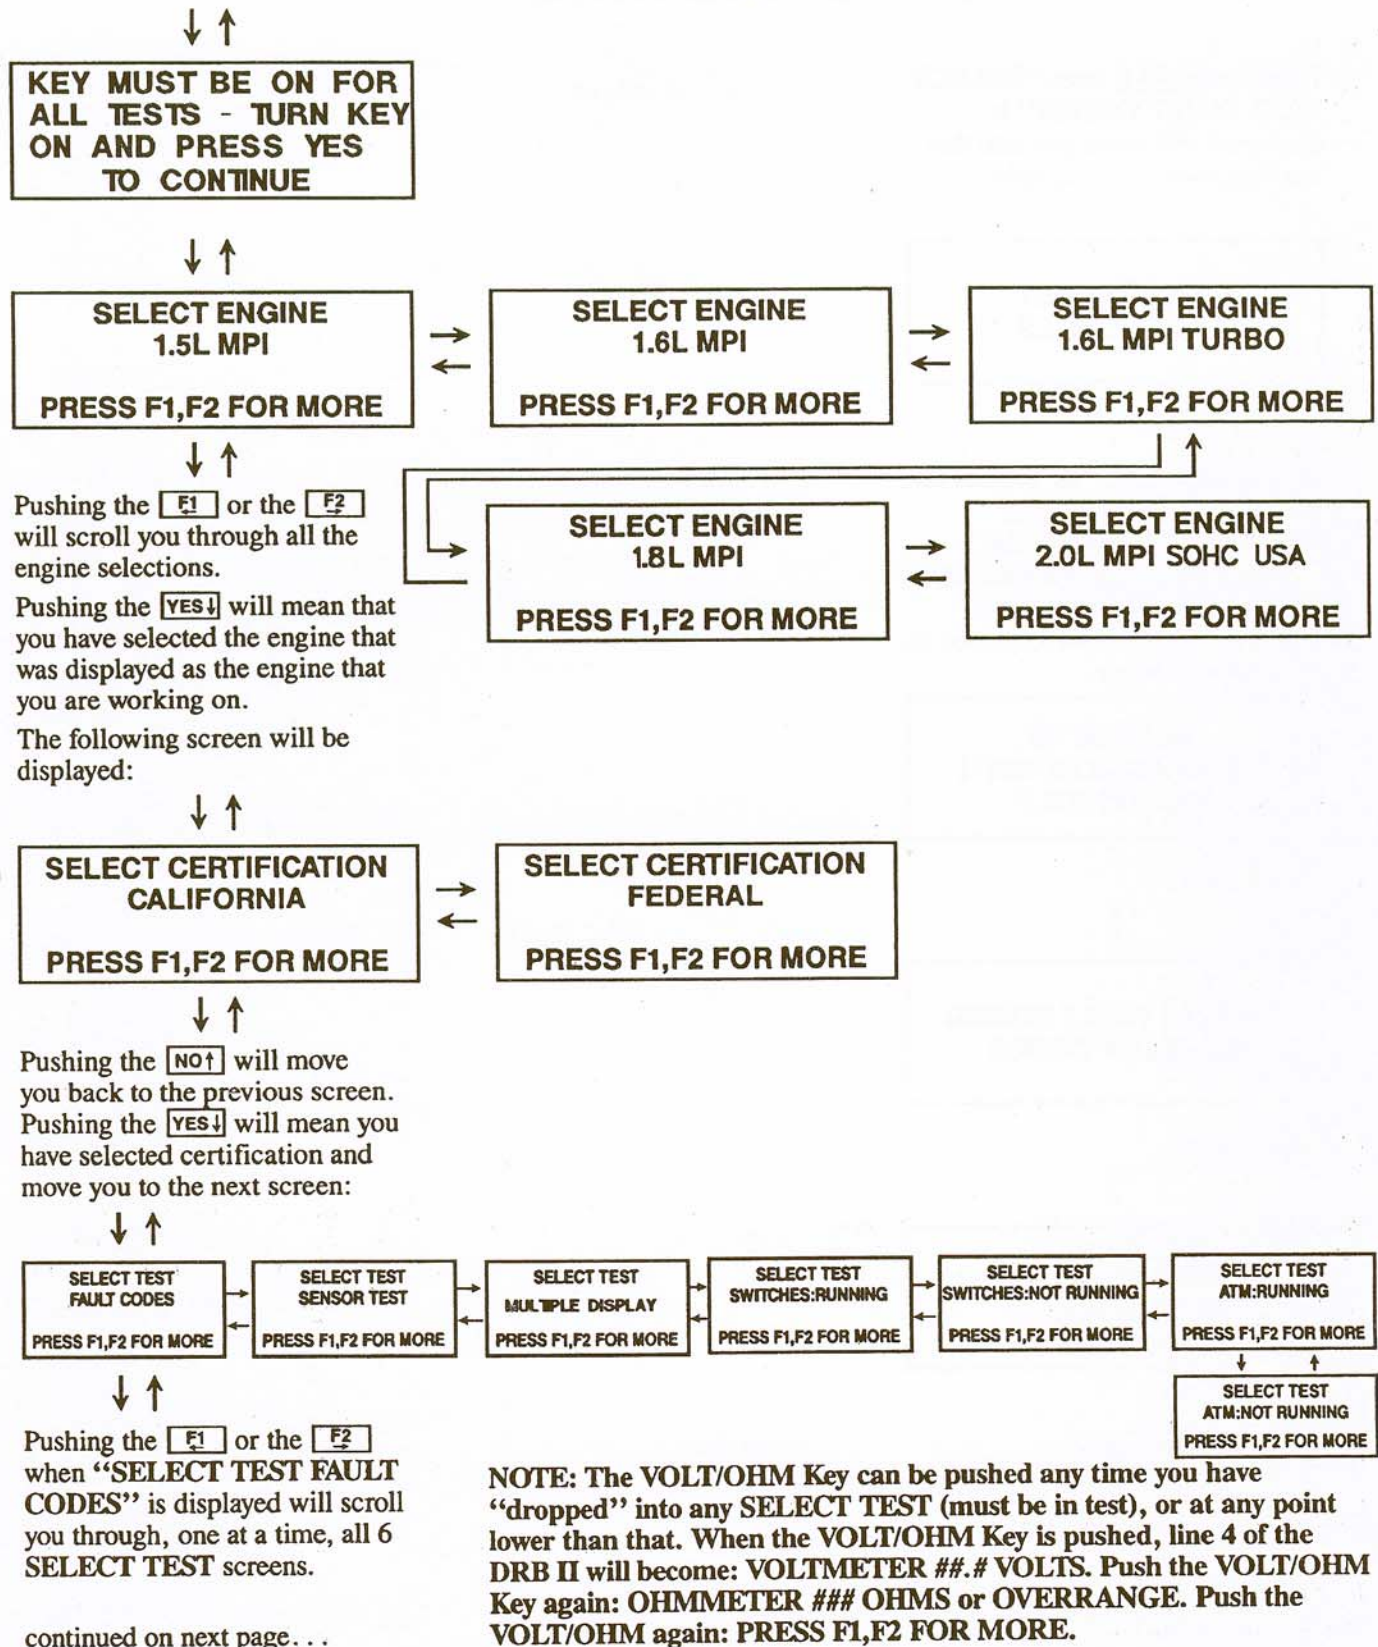 KEY MUST BE ON FOR
ALL TESTS - TURN KEY
ON AND PRESS YES
TO CONTINUE
SELECT ENGINE
1.5L MPI
PRESS F1,F2 FOR MORE
SELECT ENGINE
1.6L MPI
PRESS F1,F2 FOR MORE
SELECT ENGINE
1.6L MPI TURBO
PRESS F1,F2 FOR MORE
Pushing the F1 or the F2
will scroll you through all the
engine selections.
Pushing the YES↓ will mean that
you have selected the engine that
was displayed as the engine that
you are working on.
The following screen will be
displayed:
SELECT ENGINE
1.8L MPI
PRESS F1,F2 FOR MORE
SELECT ENGINE
2.0L MPI SOHC USA
PRESS F1,F2 FOR MORE
SELECT CERTIFICATION
CALIFORNIA
PRESS F1,F2 FOR MORE
SELECT CERTIFICATION
FEDERAL
PRESS F1,F2 FOR MORE
Pushing the NO↑ will move
you back to the previous screen.
Pushing the YES↓ will mean you
have selected certification and
move you to the next screen:
SELECT TEST
FAULT CODES
PRESS F1,F2 FOR MORE
SELECT TEST
SENSOR TEST
PRESS F1,F2 FOR MORE
SELECT TEST
MULTIPLE DISPLAY
PRESS F1,F2 FOR MORE
SELECT TEST
SWITCHES:RUNNING
PRESS F1,F2 FOR MORE
SELECT TEST
SWITCHES:NOT RUNNING
PRESS F1,F2 FOR MORE
SELECT TEST
ATM:RUNNING
PRESS F1,F2 FOR MORE
SELECT TEST
ATM:NOT RUNNING
PRESS F1,F2 FOR MORE
Pushing the F1 or the F2
when “SELECT TEST FAULT
CODES” is displayed will scroll
you through, one at a time, all 6
SELECT TEST screens.
continued on next page. . .
NOTE: The VOLT/OHM Key can be pushed any time you have
“dropped” into any SELECT TEST (must be in test), or at any point
lower than that. When the VOLT/OHM Key is pushed, line 4 of the
DRB II will become: VOLTMETER ##.# VOLTS. Push the VOLT/OHM
Key again: OHMMETER ### OHMS or OVERRANGE. Push the
VOLT/OHM again: PRESS F1,F2 FOR MORE.